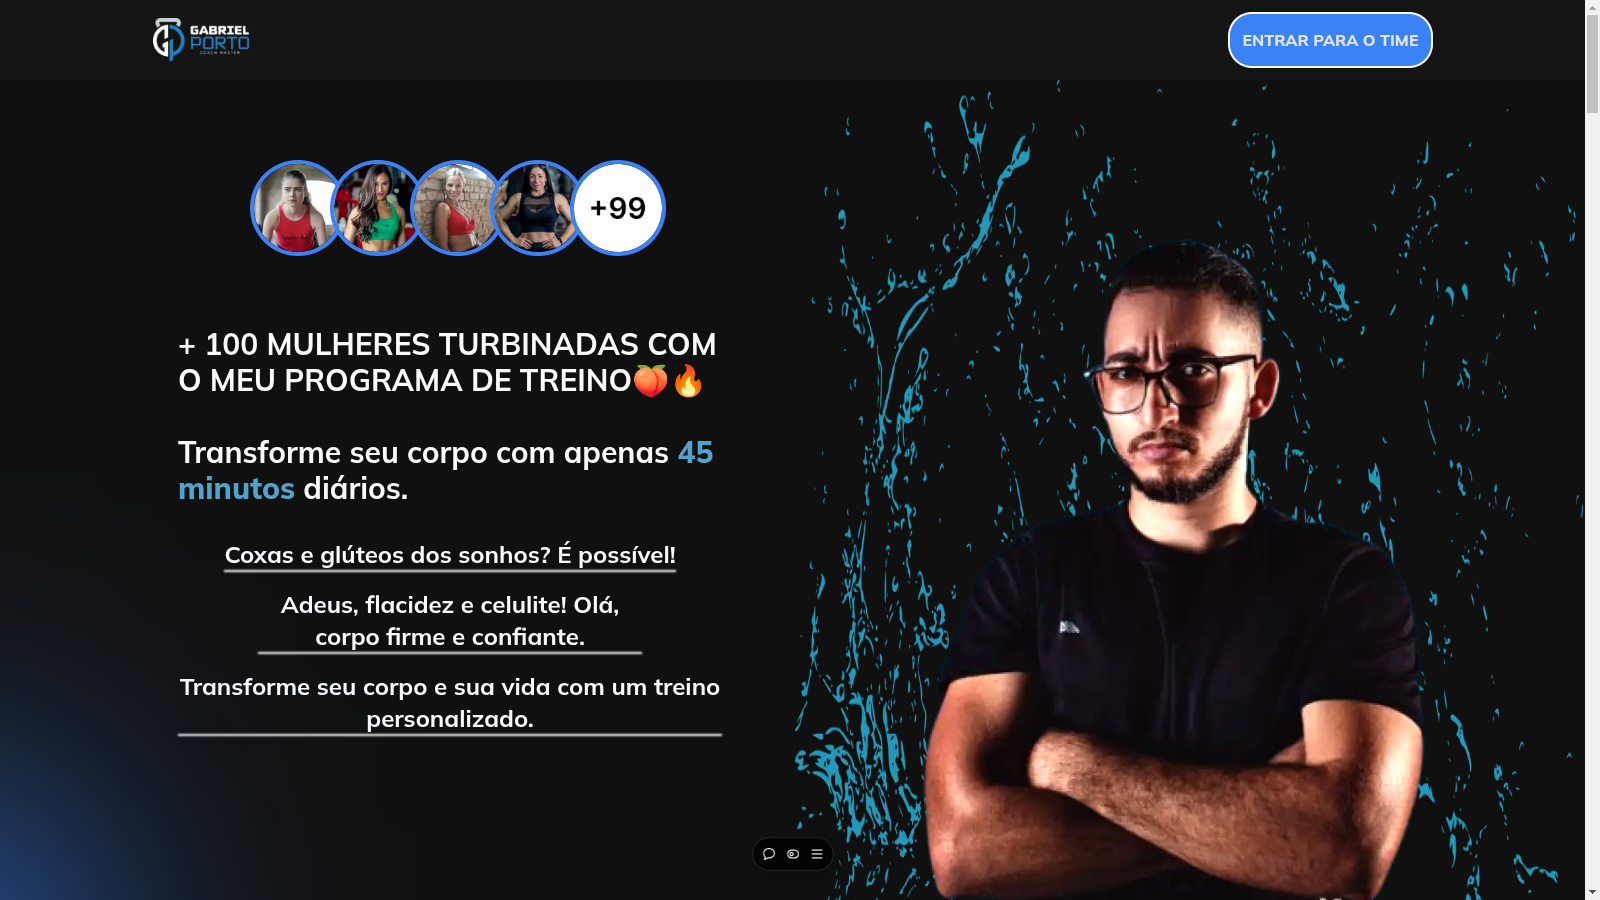 GABRIEL
PORTO
COACH MASTER
ENTRAR PARA O TIME
+99
+ 100 MULHERES TURBINADAS COM
O MEU PROGRAMA DE TREINO🍑🔥
Transforme seu corpo com apenas 45
minutos diários.
Coxas e glúteos dos sonhos? É possível!
Adeus, flacidez e celulite! Olá,
corpo firme e confiante.
Transforme seu corpo e sua vida com um treino
personalizado.